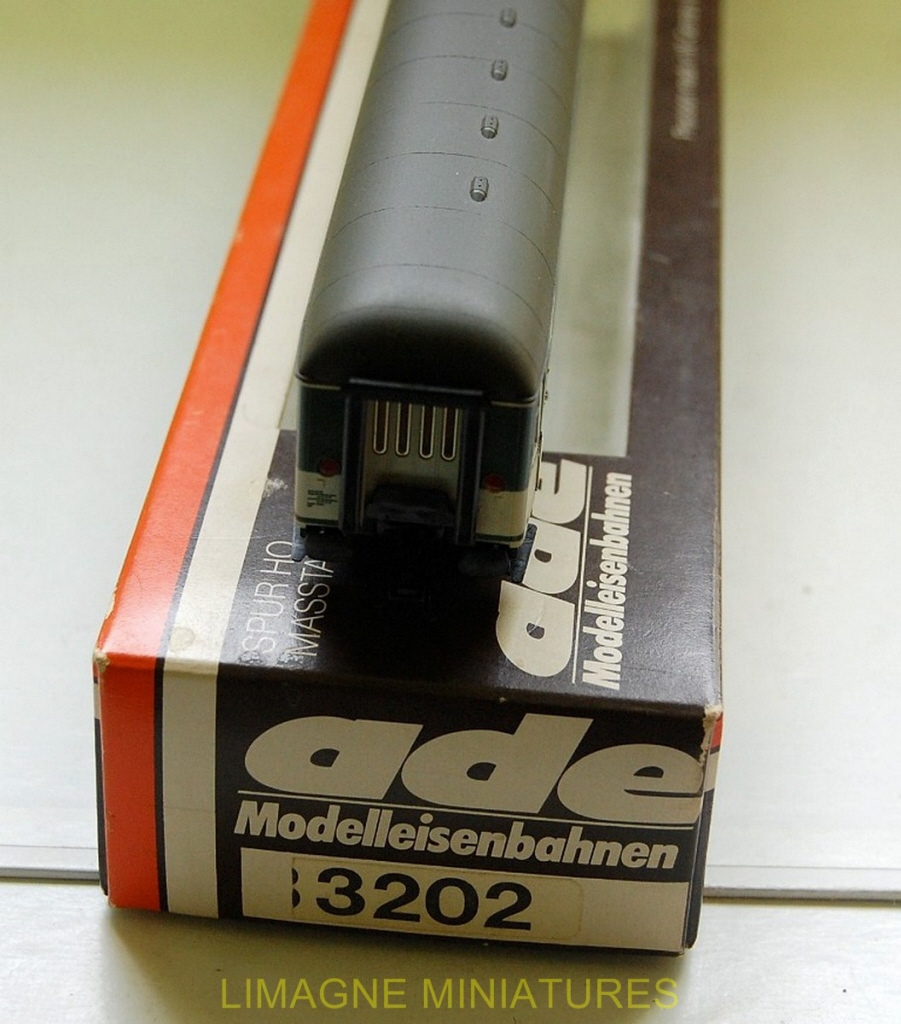 SPUR HO
MASSTA
ade
Modelleisenbahnen
ade
Modelleisenbahnen
3202
LIMAGNE MINIATURES